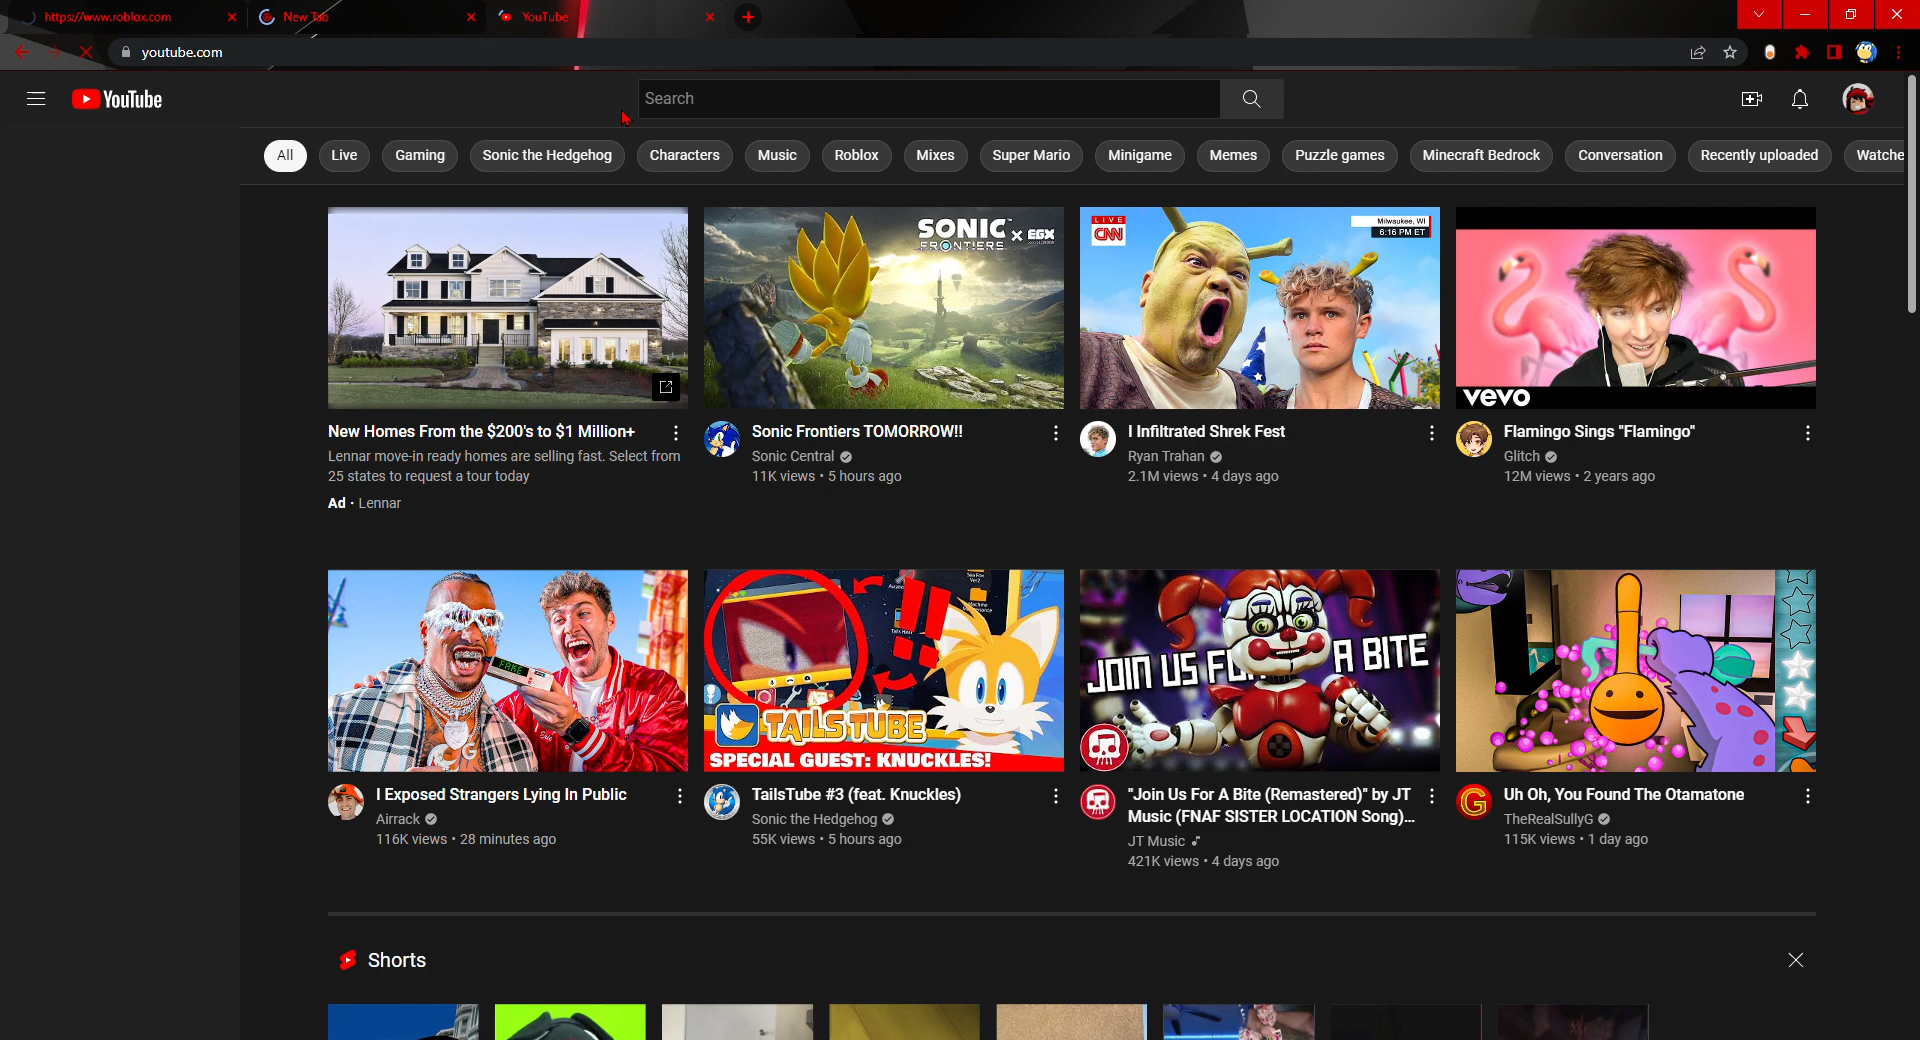 https://www.roblox.com
New Tab
YouTube
youtube.com
YouTube
Search
All
Live
Gaming
Sonic the Hedgehog
Characters
Music
Roblox
Mixes
Super Mario
Minigame
Memes
Puzzle games
Minecraft Bedrock
Conversation
Recently uploaded
Watche
SONIC FRONTIERS X EGX
LIVE
CNN
Milwaukee, WI
6:16 PM ET
vevo
New Homes From the $200's to $1 Million+
Lennar move-in ready homes are selling fast. Select from
25 states to request a tour today
Ad · Lennar
Sonic Frontiers TOMORROW!!
Sonic Central
11K views • 5 hours ago
I Infiltrated Shrek Fest
Ryan Trahan
2.1M views • 4 days ago
Flamingo Sings "Flamingo"
Glitch
12M views • 2 years ago
FAKE
!!
TAILSTUBE
SPECIAL GUEST: KNUCKLES!
JOIN US FOR A BITE
I Exposed Strangers Lying In Public
Airrack
116K views • 28 minutes ago
TailsTube #3 (feat. Knuckles)
Sonic the Hedgehog
55K views • 5 hours ago
"Join Us For A Bite (Remastered)" by JT
Music (FNAF SISTER LOCATION Song)...
JT Music
421K views • 4 days ago
Uh Oh, You Found The Otamatone
TheRealSullyG
115K views • 1 day ago
Shorts